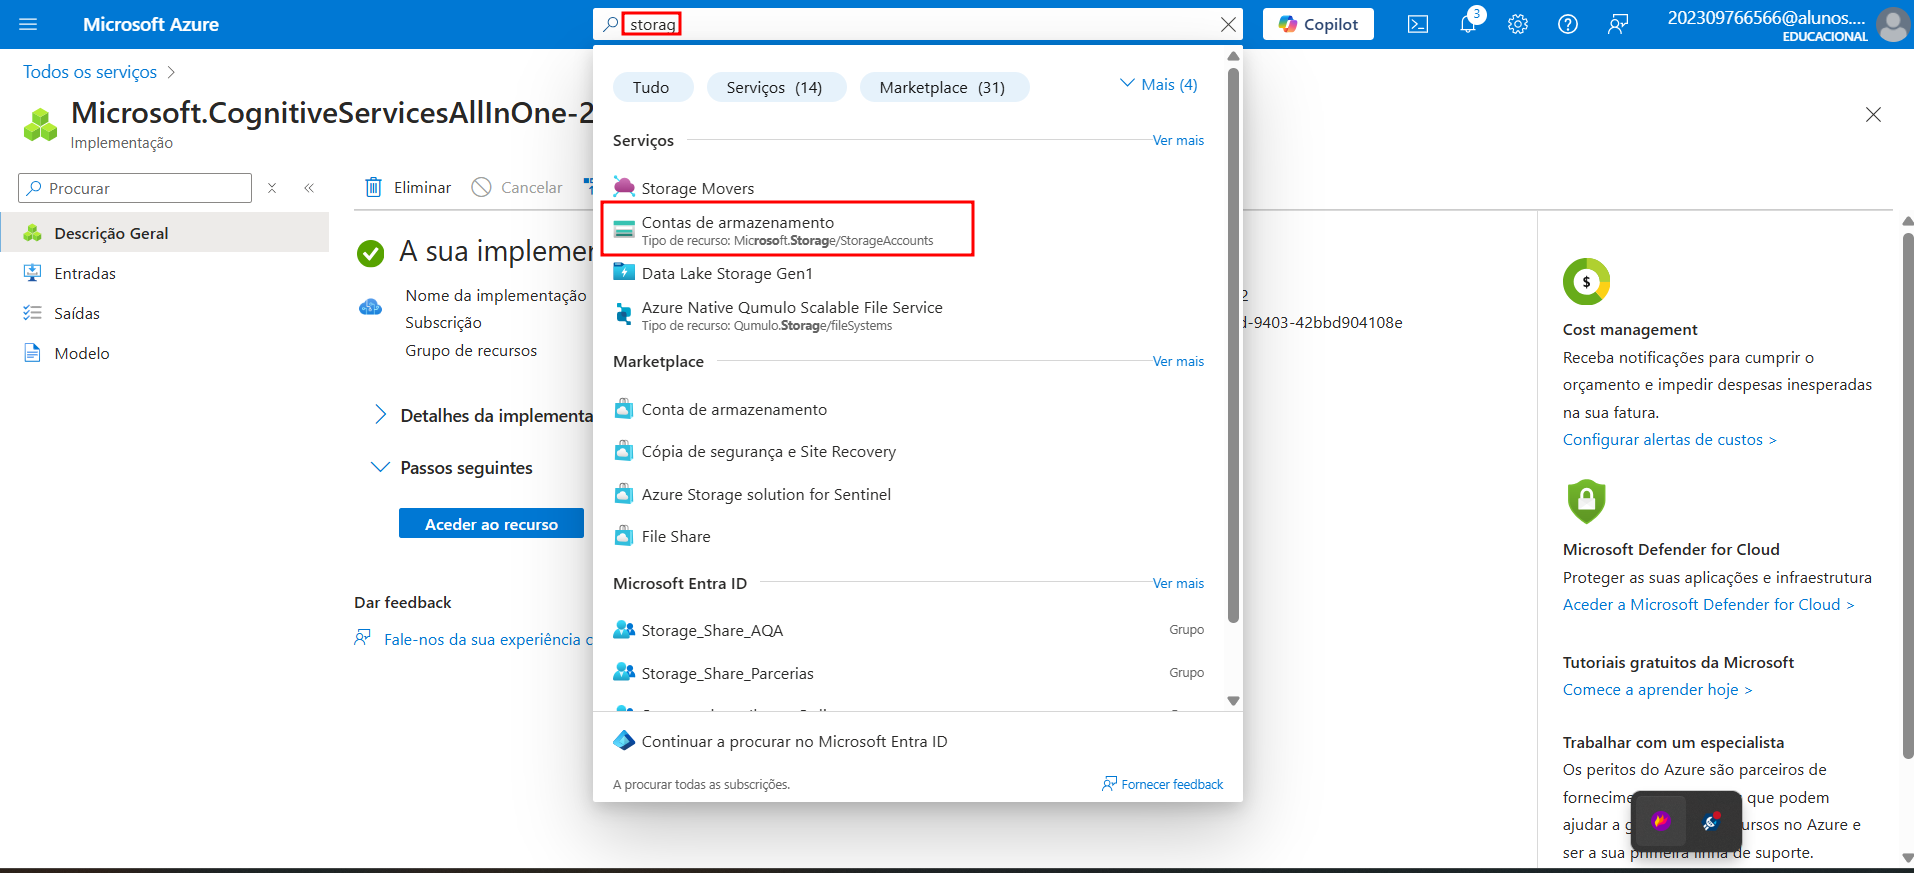 Microsoft Azure
storag
Copilot
3
202309766566@alunos....
EDUCACIONAL
Todos os serviços
Microsoft.CognitiveServicesAllInOne-2
Implementação
Procurar
Descrição Geral
Entradas
Saídas
Modelo
Eliminar
Cancelar
A sua implemen
Nome da implementação
Subscrição
Grupo de recursos
Detalhes da implementa
Passos seguintes
Aceder ao recurso
Dar feedback
Fale-nos da sua experiência c
Tudo
Serviços (14)
Marketplace (31)
Mais (4)
Serviços
Ver mais
Storage Movers
Contas de armazenamento
Tipo de recurso: Microsoft.Storage/StorageAccounts
Data Lake Storage Gen1
Azure Native Qumulo Scalable File Service
Tipo de recurso: Qumulo.Storage/fileSystems
Marketplace
Ver mais
Conta de armazenamento
Cópia de segurança e Site Recovery
Azure Storage solution for Sentinel
File Share
Microsoft Entra ID
Ver mais
Storage_Share_AQA
Grupo
Storage_Share_Parcerias
Grupo
Continuar a procurar no Microsoft Entra ID
A procurar todas as subscrições.
Fornecer feedback
2
d-9403-42bbd904108e
Cost management
Receba notificações para cumprir o
orçamento e impedir despesas inesperadas
na sua fatura.
Configurar alertas de custos >
Microsoft Defender for Cloud
Proteger as suas aplicações e infraestrutura
Aceder a Microsoft Defender for Cloud >
Tutoriais gratuitos da Microsoft
Comece a aprender hoje >
Trabalhar com um especialista
Os peritos do Azure são parceiros de
fornecime que podem
ajudar a g ursos no Azure e
ser a sua primeira linha de suporte.